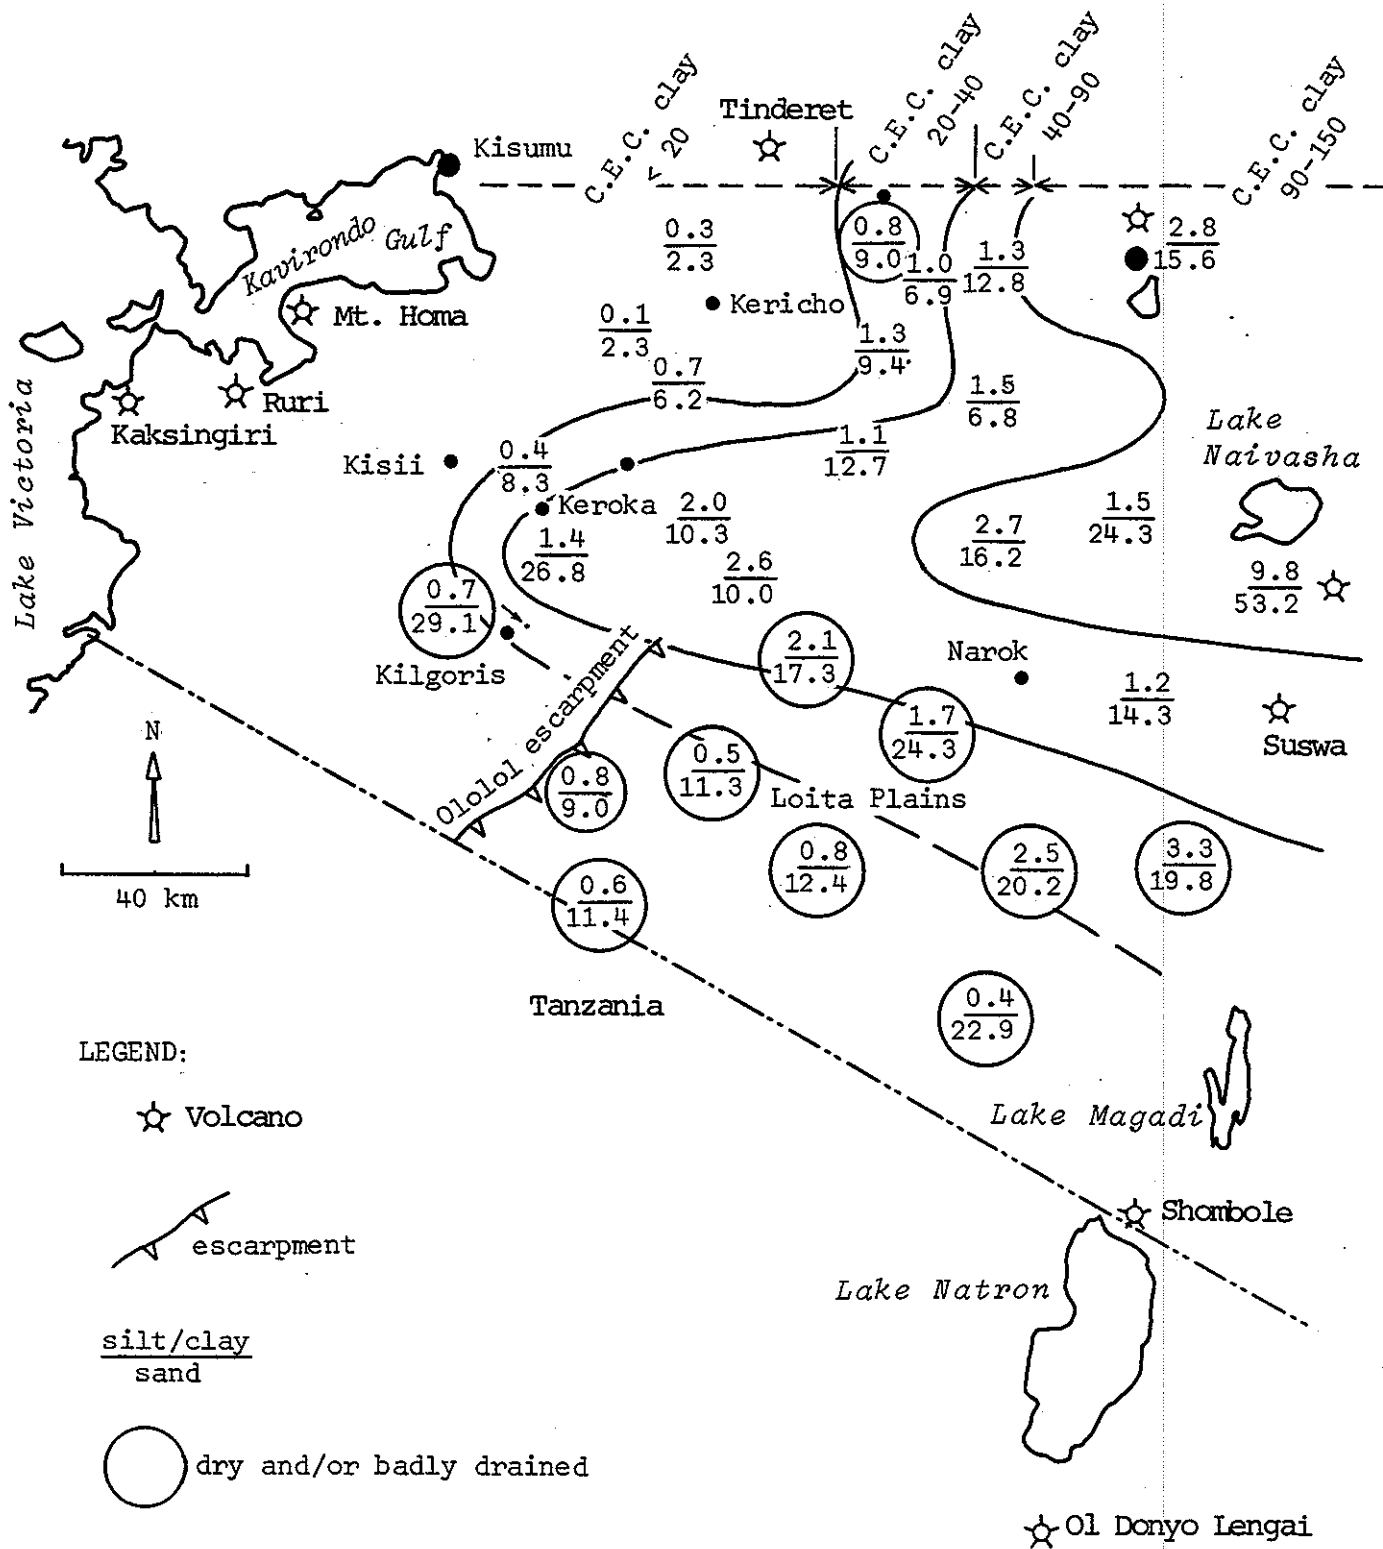 C.E.C. clay
< 20
Tinderet
C.E.C. clay
20-40
C.E.C. clay
40-90
C.E.C. clay
90-150
Kisumu
Kavirondo Gulf
0.3
2.3
0.8
9.0
1.0
6.9
1.3
12.8
2.8
15.6
Mt. Homa
Kericho
0.1
2.3
1.3
9.4
0.7
6.2
1.5
6.8
Ruri
Kaksingiri
Lake Victoria
Lake
Naivasha
Kisii
0.4
8.3
1.1
12.7
Keroka
2.0
10.3
1.5
24.3
2.7
16.2
1.4
26.8
2.6
10.0
9.8
53.2
0.7
29.1
Kilgoris
Ololol escarpment
2.1
17.3
Narok
1.2
14.3
Suswa
1.7
24.3
0.5
11.3
0.8
9.0
Loita Plains
N
40 km
0.8
12.4
2.5
20.2
3.3
19.8
0.6
11.4
Tanzania
0.4
22.9
LEGEND:
Volcano
Lake Magadi
escarpment
Shombole
Lake Natron
silt/clay
sand
dry and/or badly drained
Ol Donyo Lengai